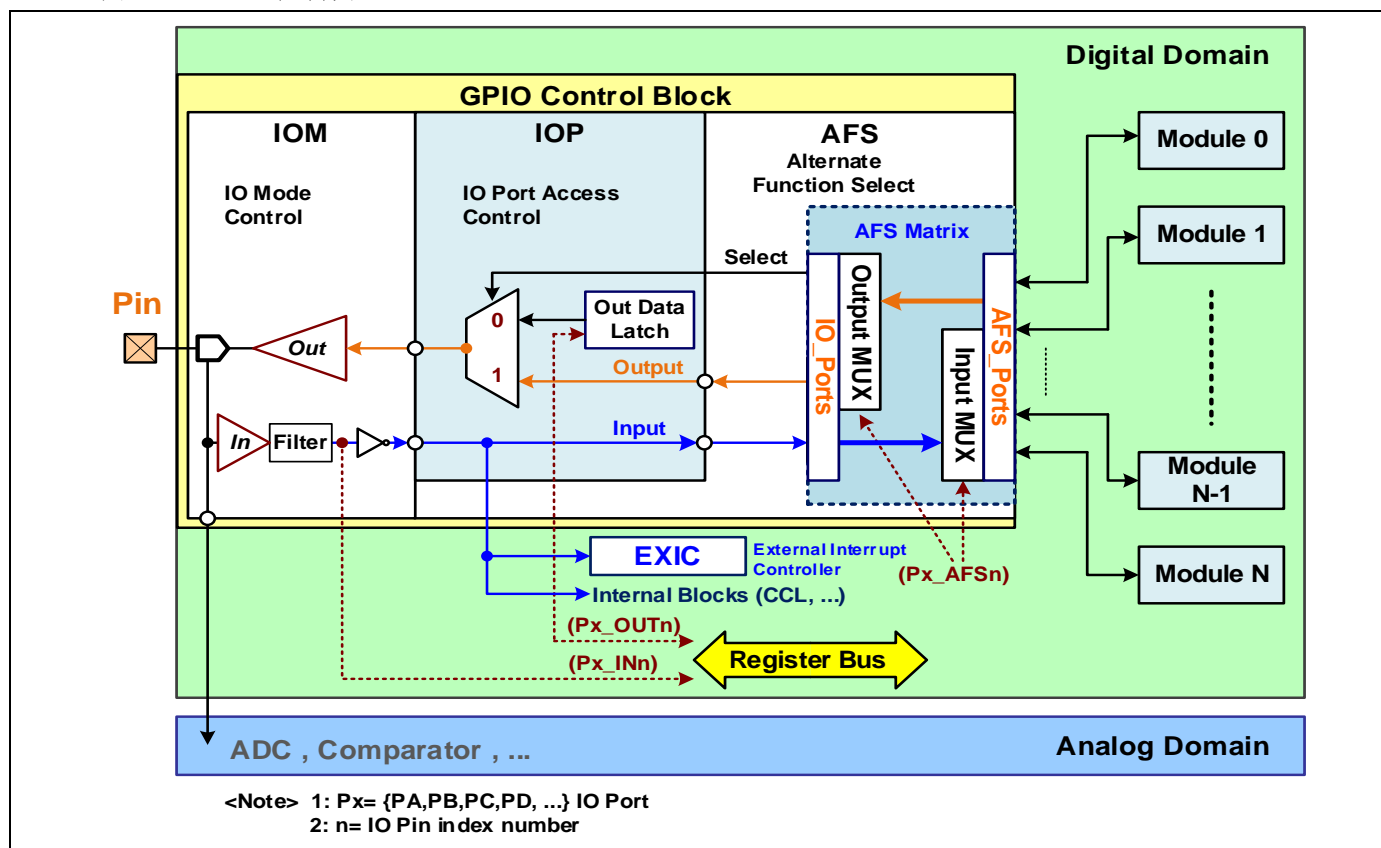 Digital Domain
GPIO Control Block
IOM
IOP
AFS
Alternate
Function Select
IO Mode
Control
IO Port Access
Control
AFS Matrix
Select
Pin
Out
0
1
Out Data
Latch
Output
IO_Ports
Output MUX
Input MUX
AFS_Ports
In
Filter
Input
Module 0
Module 1
Module
N-1
Module N
EXIC
External Interrupt
Controller
(Px_AFSn)
Internal Blocks (CCL, ...)
(Px_OUTn)
(Px_INn)
Register Bus
ADC , Comparator , ...
Analog Domain
<Note> 1: Px= {PA,PB,PC,PD, ...} IO Port
2: n= IO Pin index number